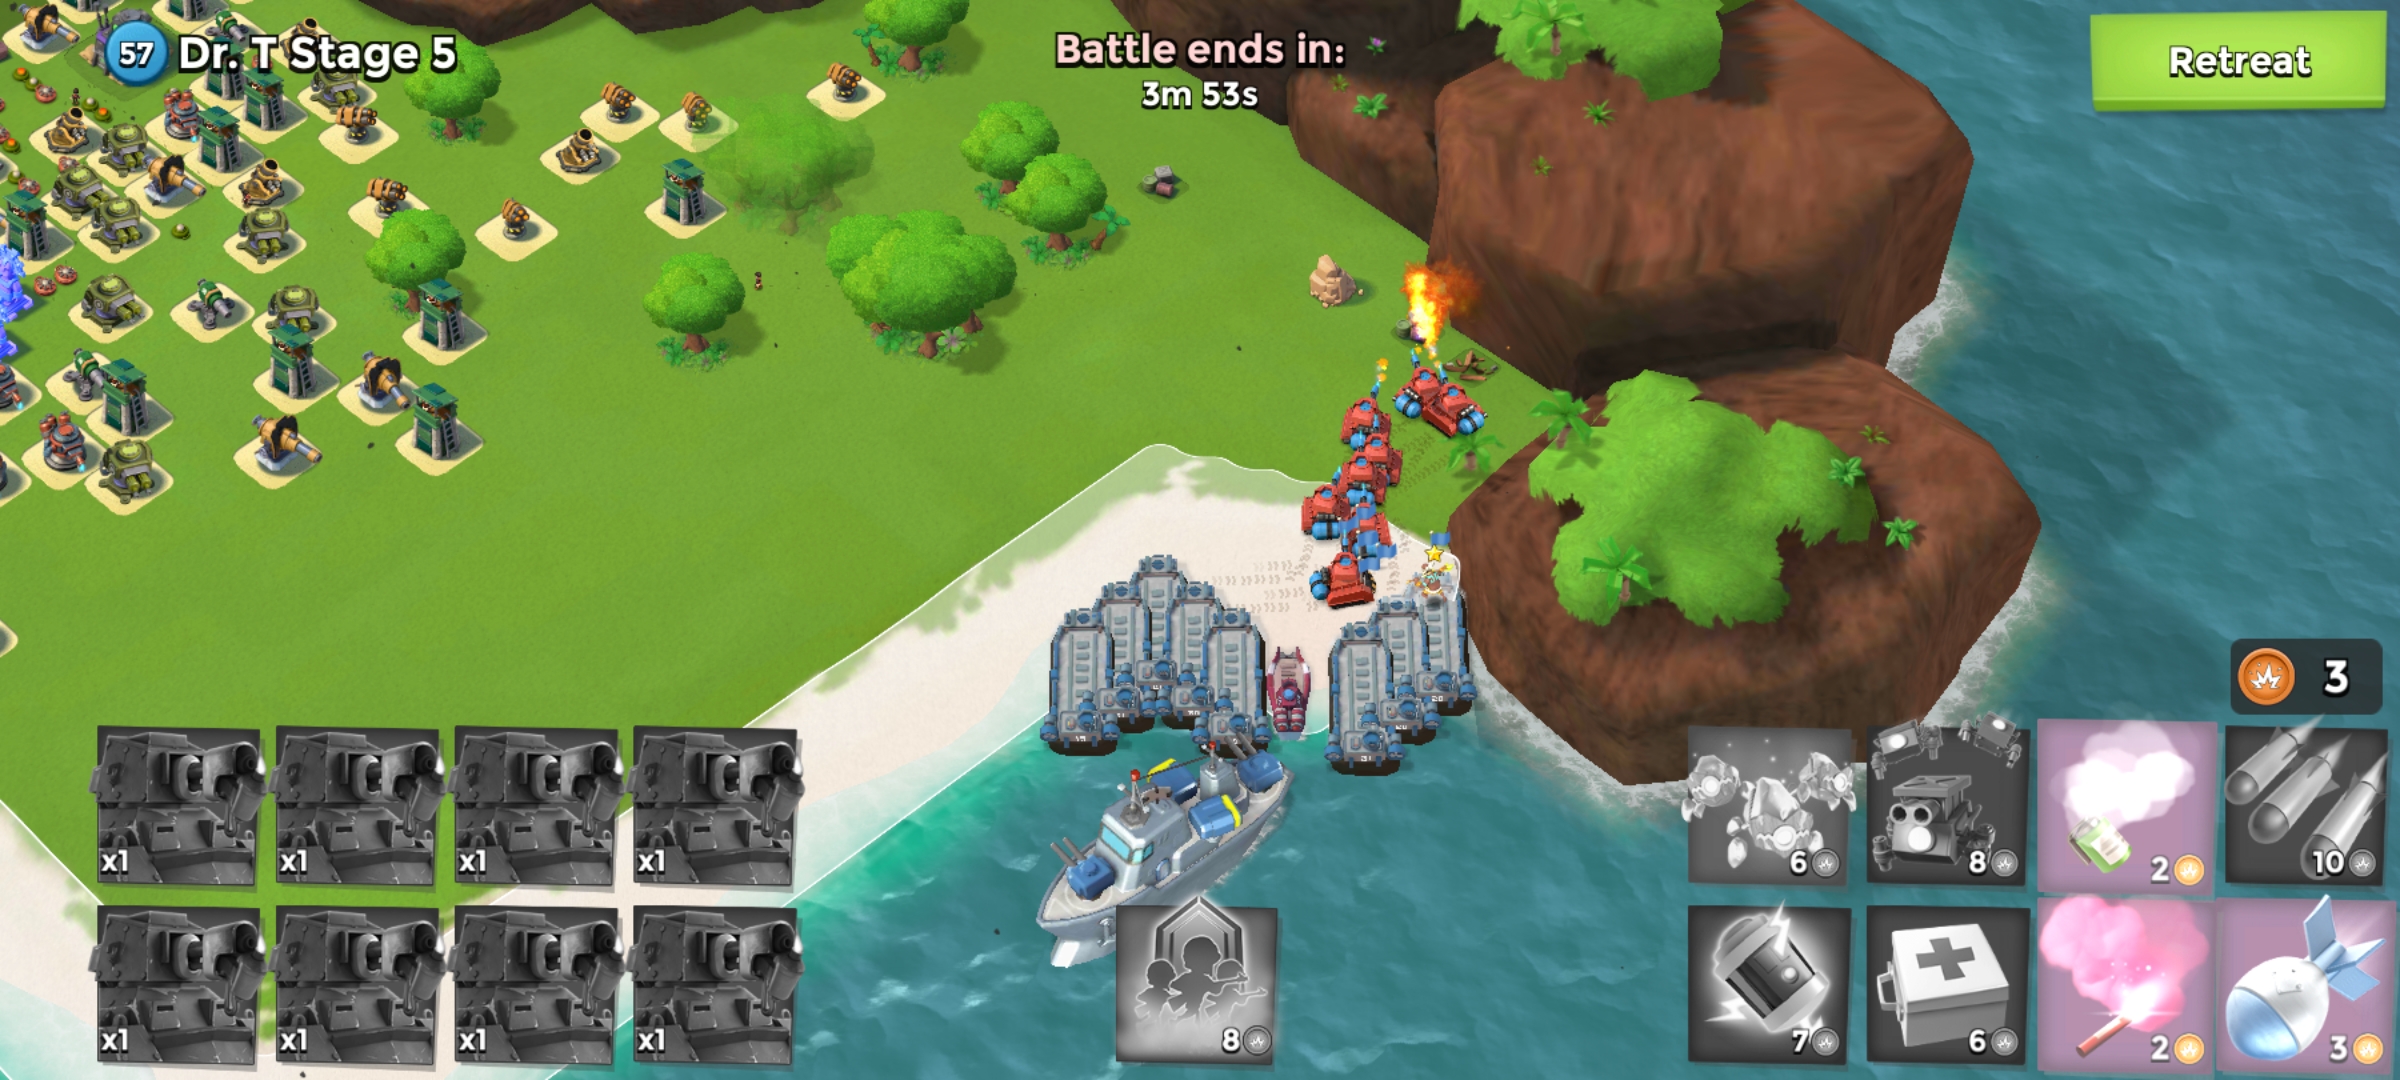 57 Dr. T Stage 5
Battle ends in:
3m 53s
Retreat
3
x1 x1 x1 x1
6 8 2 10
x1 x1 x1 x1
8
7 6 2 3